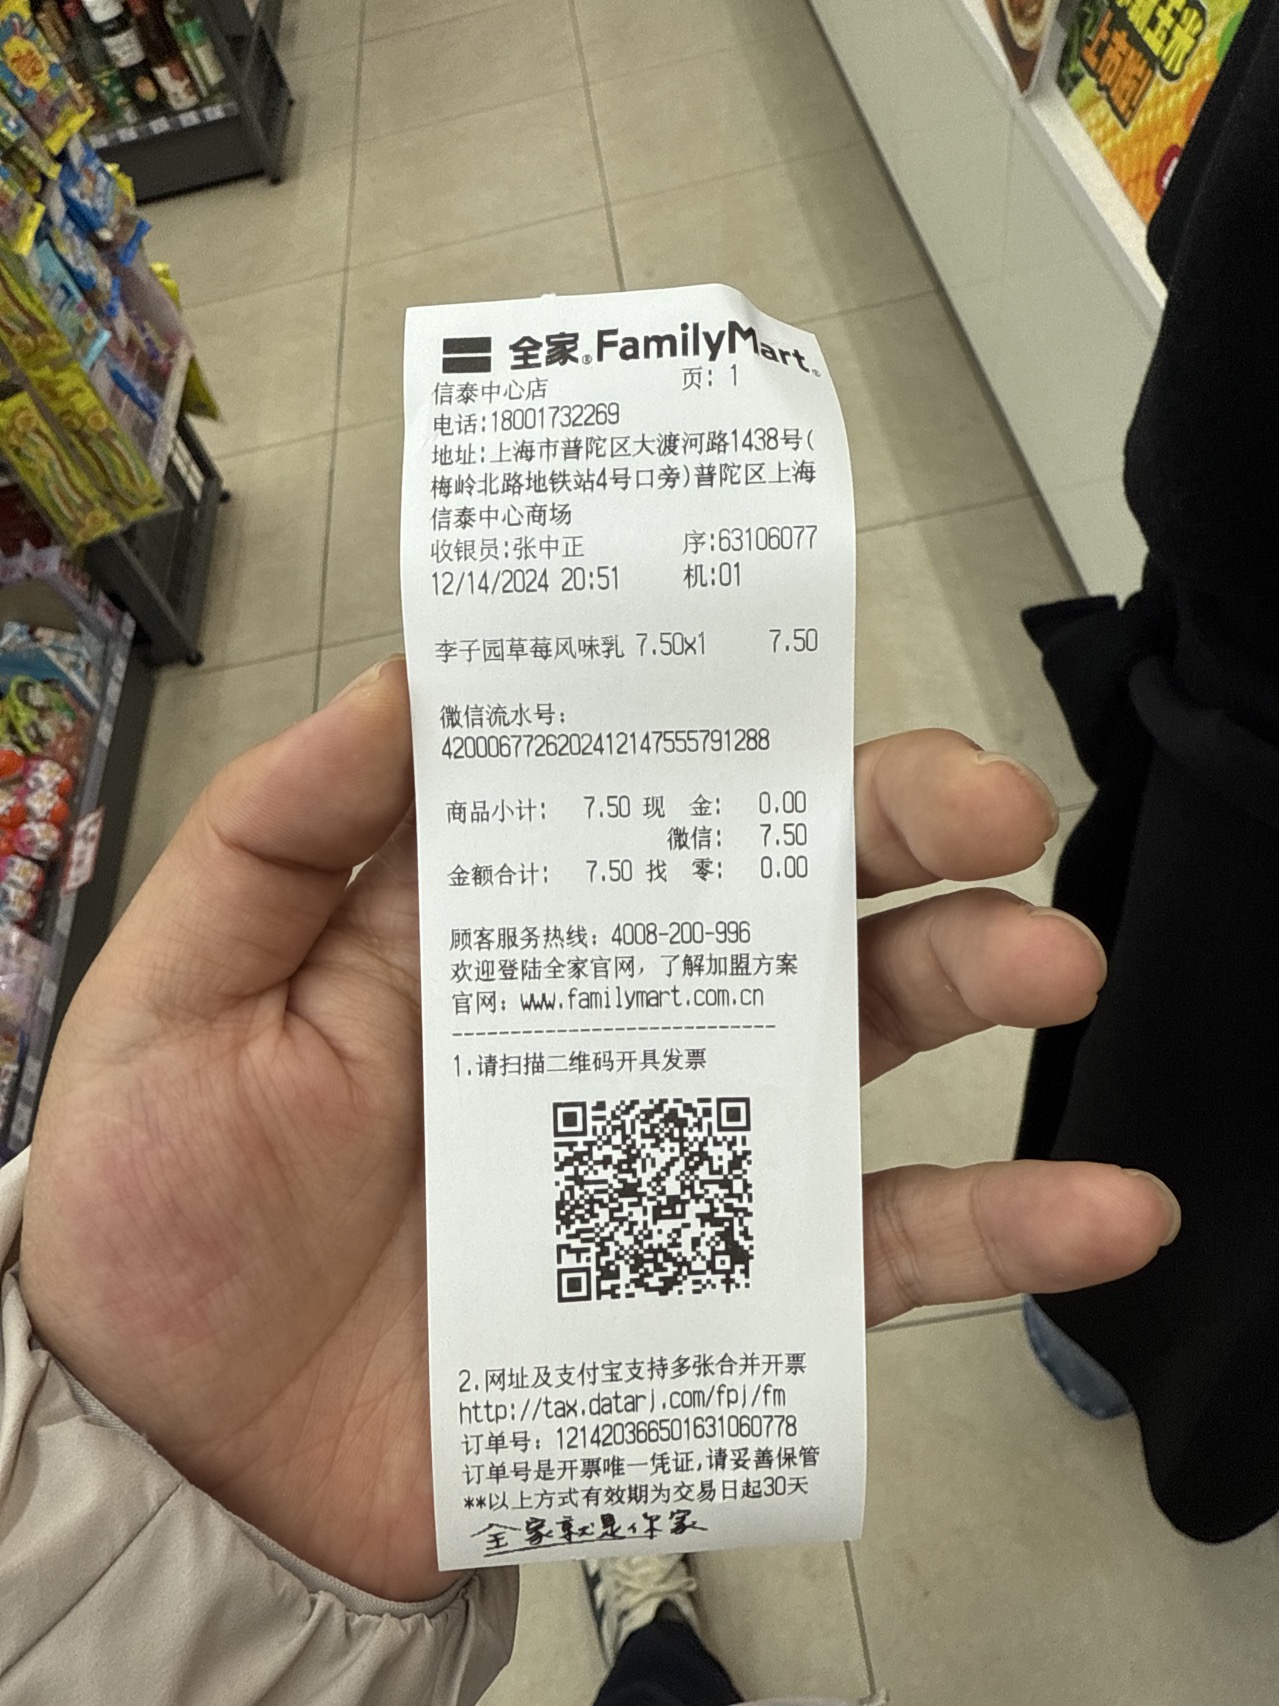 全家® FamilyMart®
信泰中心店 页: 1
电话:18001732269
地址:上海市普陀区大渡河路1438号(
梅岭北路地铁站4号口旁)普陀区上海
信泰中心商场
收银员:张中正 序:63106077
12/14/2024 20:51 机:01
李子园草莓风味乳 7.50x1 7.50
微信流水号:
4200067726202412147555791288
商品小计: 7.50 现 金: 0.00
微信: 7.50
金额合计: 7.50 找 零: 0.00
顾客服务热线: 4008-200-996
欢迎登陆全家官网, 了解加盟方案
官网: www.familymart.com.cn
----------------------------
1.请扫描二维码开具发票
2.网址及支付宝支持多张合并开票
http://tax.datarj.com/fpj/fm
订单号: 121420366501631060778
订单号是开票唯一凭证,请妥善保管
**以上方式有效期为交易日起30天
全家就是你家
玉米
上市啦!